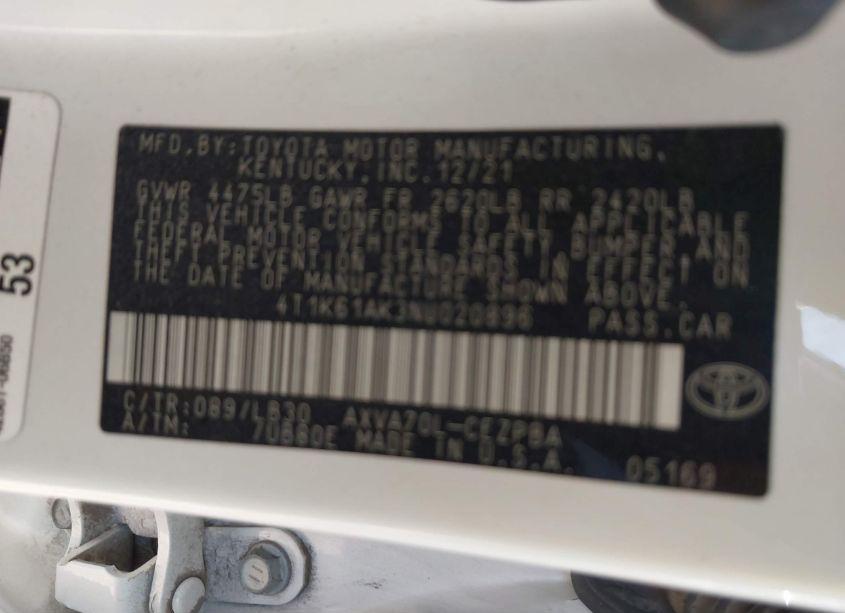 MFD.BY:TOYOTA MOTOR MANUFACTURING,
KENTUCKY,INC.12/21
GVWR 4475LB GAWR FR 2620LB RR 2420LB
THIS VEHICLE CONFORMS TO ALL APPLICABLE
FEDERAL MOTOR VEHICLE SAFETY BUMPER AND
THEFT PREVENTION STANDARDS IN EFFECT ON
THE DATE OF MANUFACTURE SHOWN ABOVE.
4T1K61AK3NU020896 PASS.CAR
C/TR:089/LB30 AXVA70L-CEZPBA
A/TM: MADE IN U.S.A.
05169
53